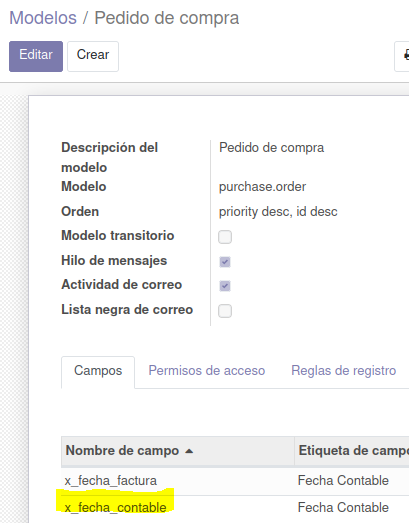 Modelos / Pedido de compra
Editar Crear
Descripción del modelo Pedido de compra
Modelo purchase.order
Orden priority desc, id desc
Modelo transitorio
Hilo de mensajes
Actividad de correo
Lista negra de correo
Campos Permisos de acceso Reglas de registro
Nombre de campo Etiqueta de campo
x_fecha_factura Fecha Contable
x_fecha_contable Fecha Contable